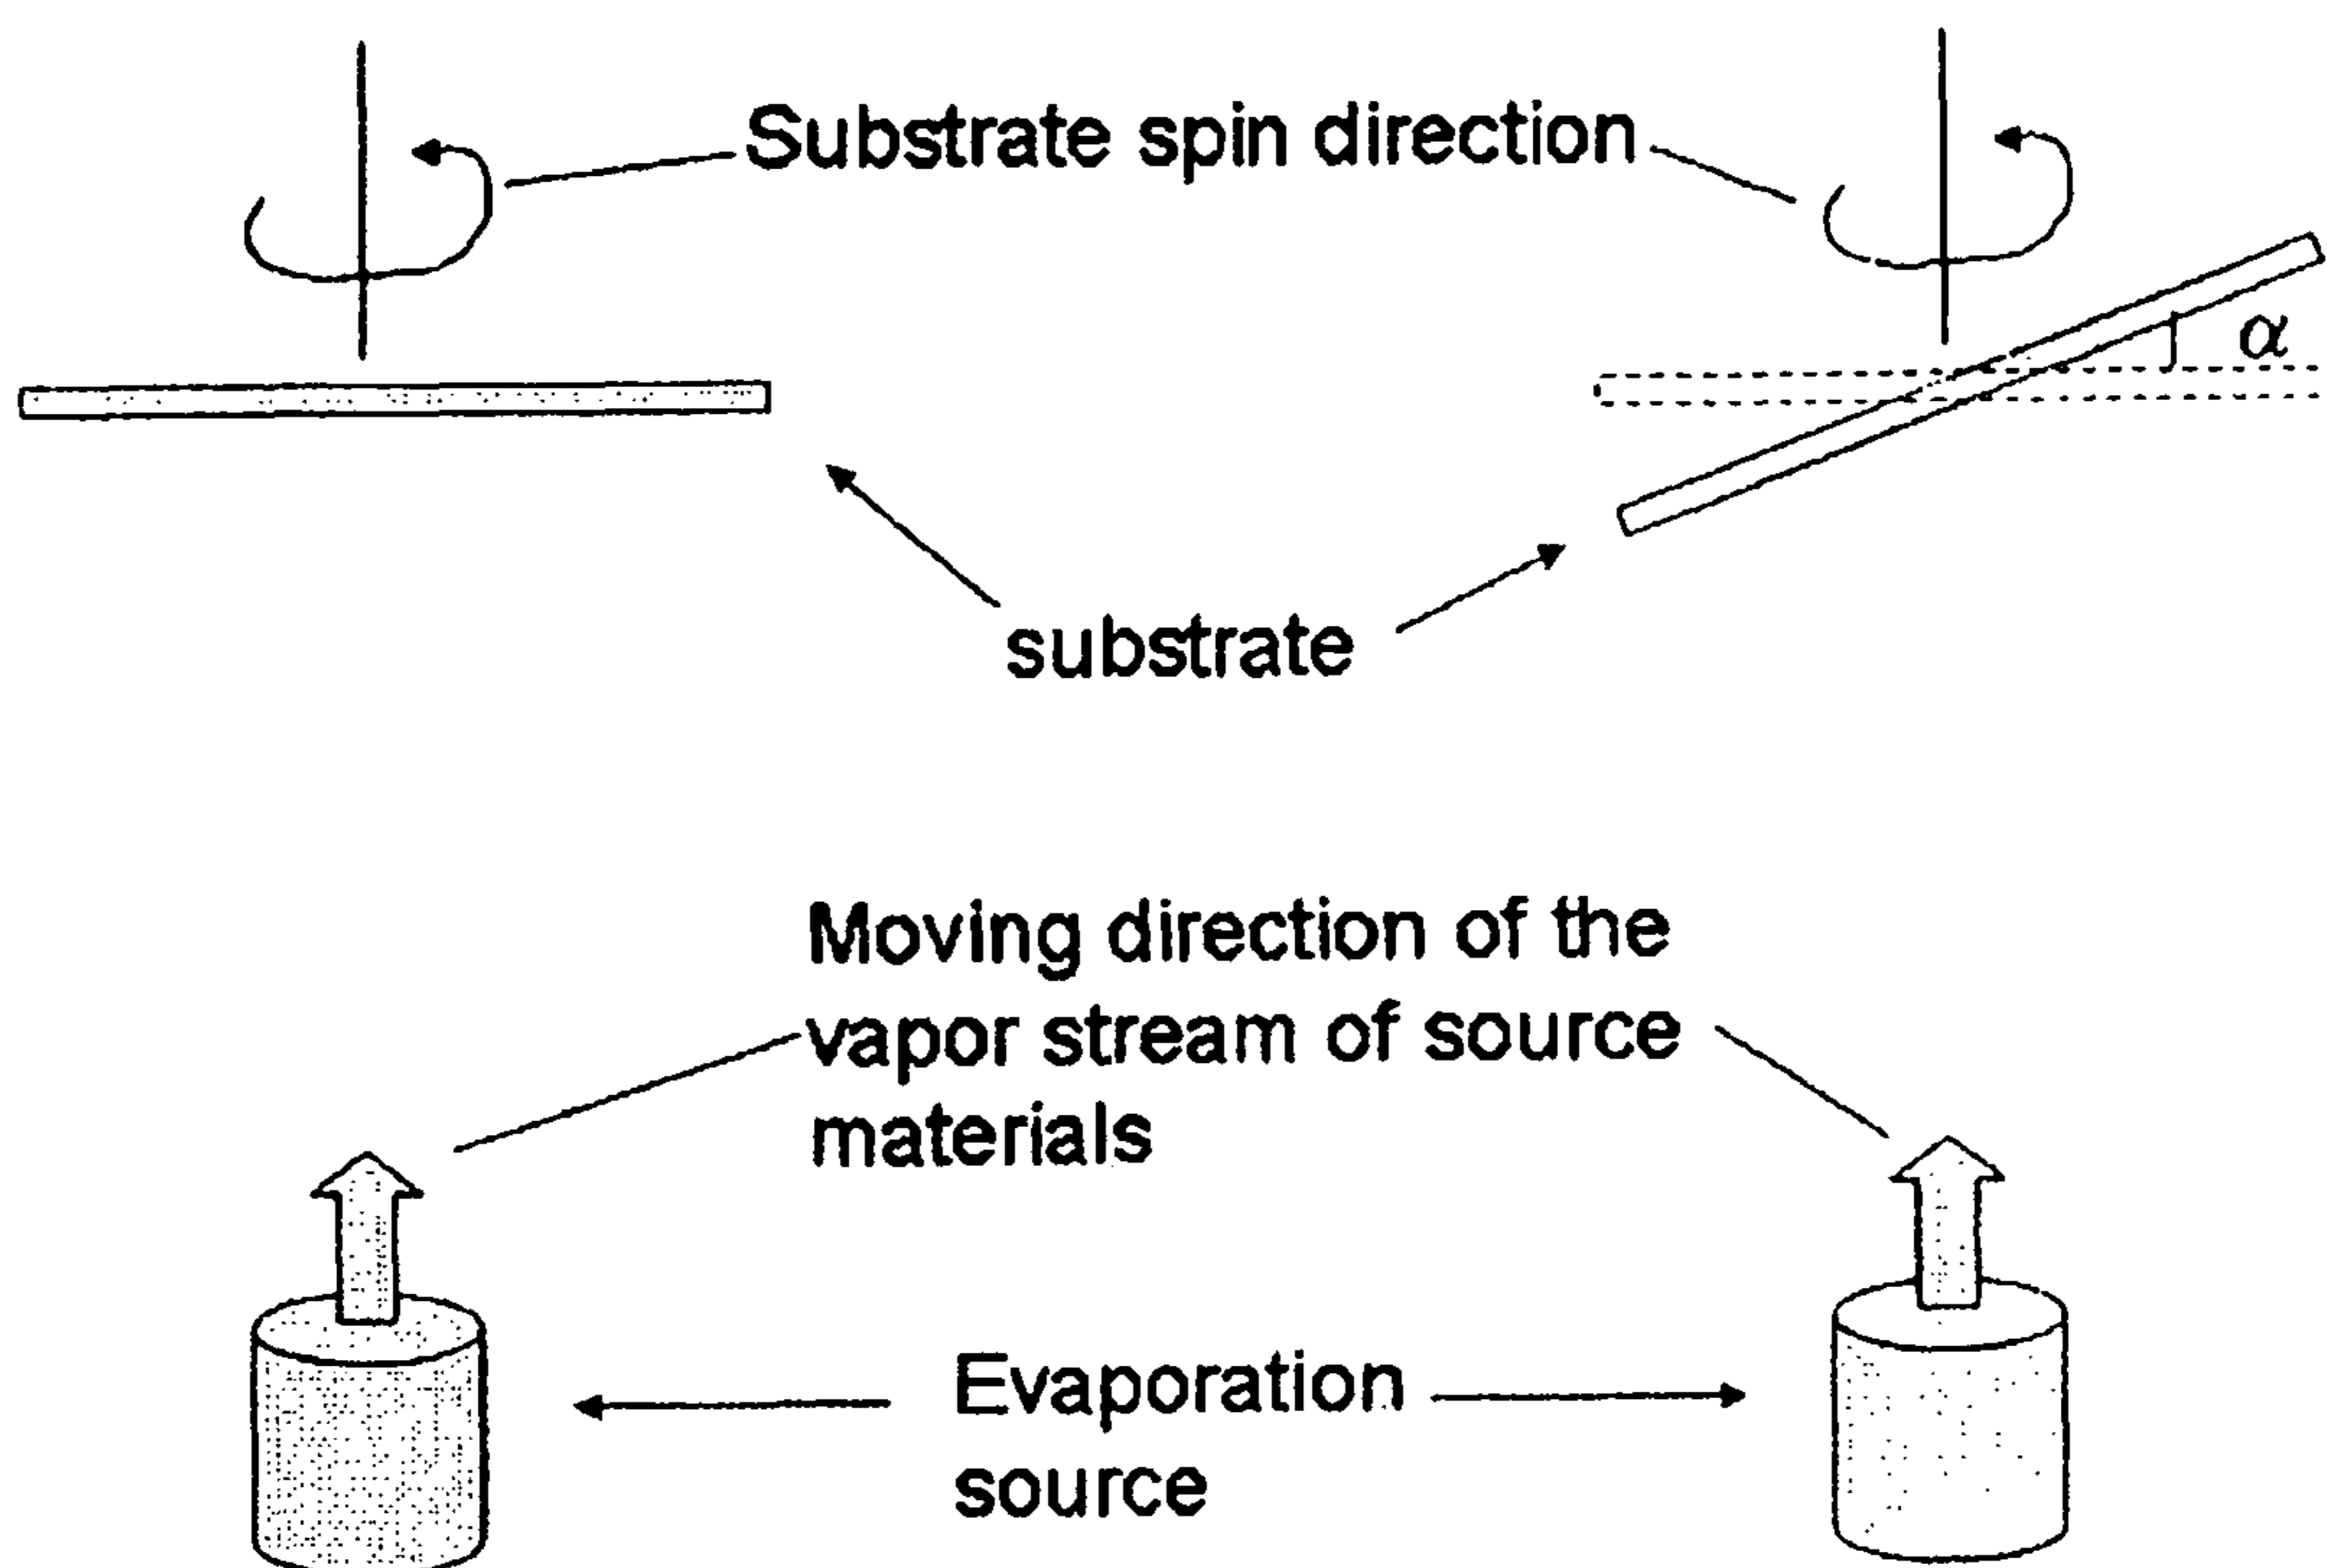 Substrate spin direction
α
substrate
Moving direction of the
vapor stream of source
materials
Evaporation
source